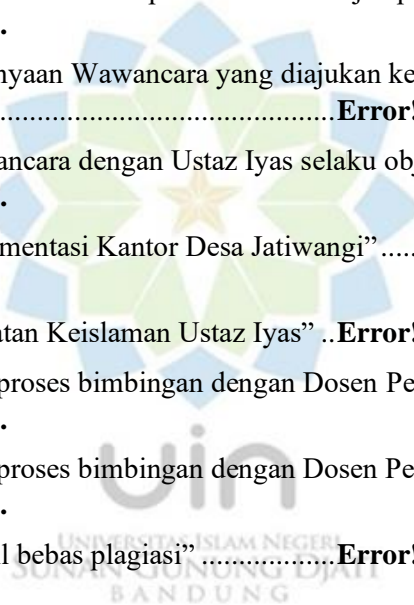 .
nyaan Wawancara yang diajukan ke
........................................Error!
ancara dengan Ustaz Iyas selaku obj
.
mentasi Kantor Desa Jatiwangi”......
atan Keislaman Ustaz Iyas” ..Error!
proses bimbingan dengan Dosen Pe
.
proses bimbingan dengan Dosen Pe
.
uin
UNIVERSITAS ISLAM NEGERI
l bebas plagiasi” .................Error!
SUNAN GUNUNG DJATI
BANDUNG